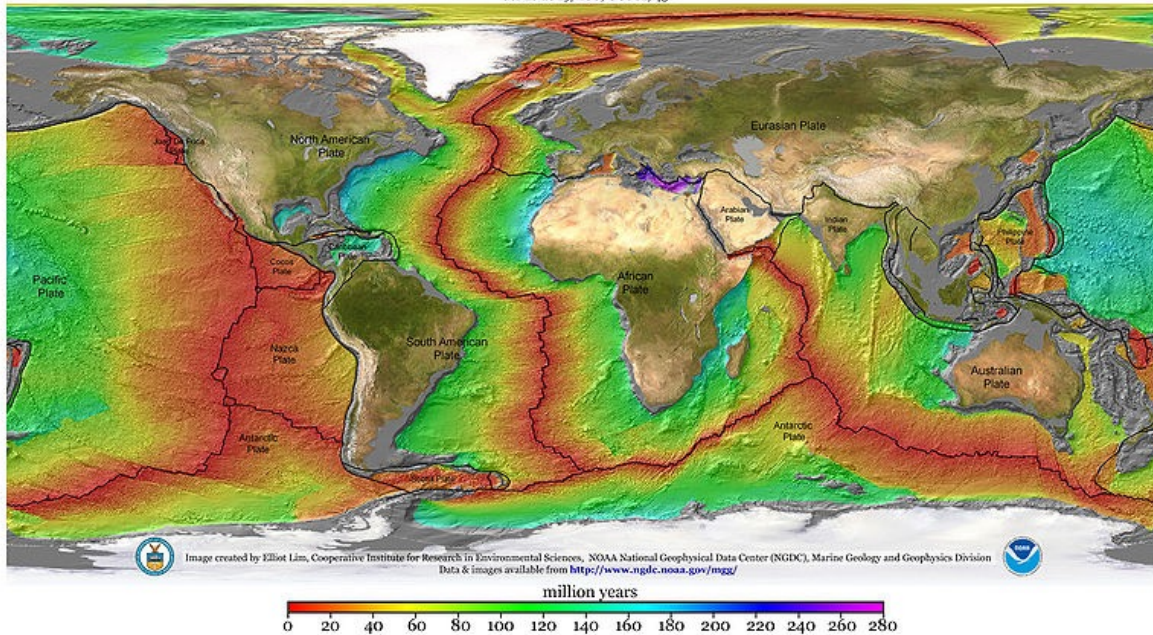 North American
Plate
Eurasian Plate
Arabian
Plate
Indian
Plate
Philippine
Plate
Pacific
Plate
Cocos
Plate
African
Plate
South American
Plate
Nazca
Plate
Australian
Plate
Antarctic
Plate
Antarctic
Plate
Image created by Elliot Lim, Cooperative Institute for Research in Environmental Sciences, NOAA National Geophysical Data Center (NGDC), Marine Geology and Geophysics Division
Data & images available from http://www.ngdc.noaa.gov/mgg/
noaa
million years
0 20 40 60 80 100 120 140 160 180 200 220 240 260 280